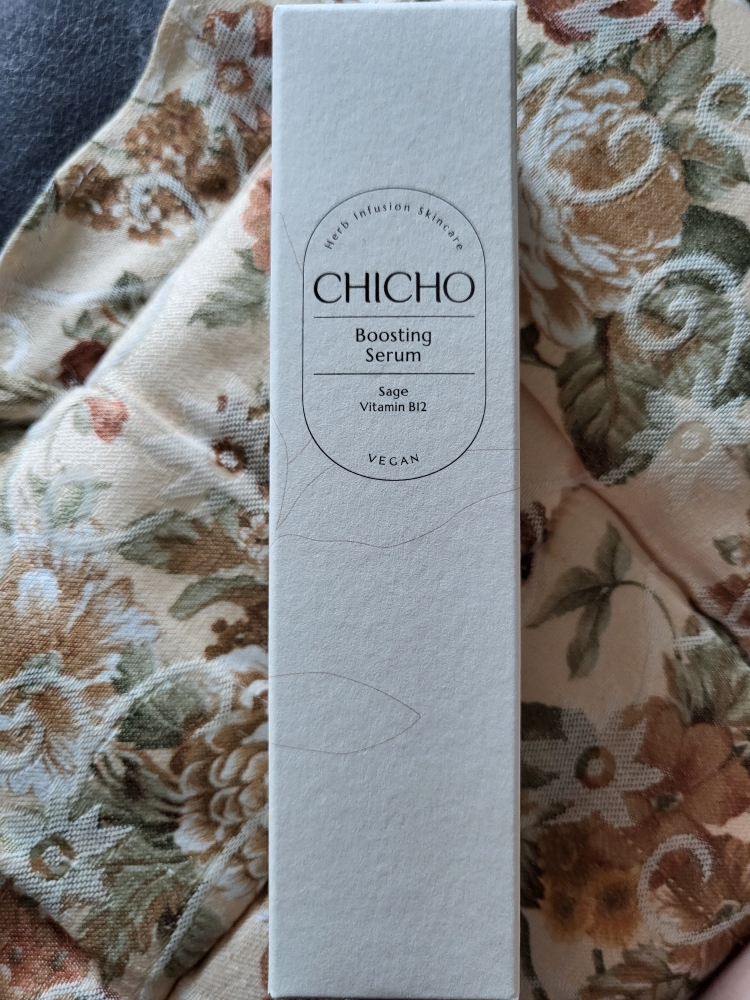 Herb Infusion Skincare
CHICHO
Boosting
Serum
Sage
Vitamin B12
VEGAN